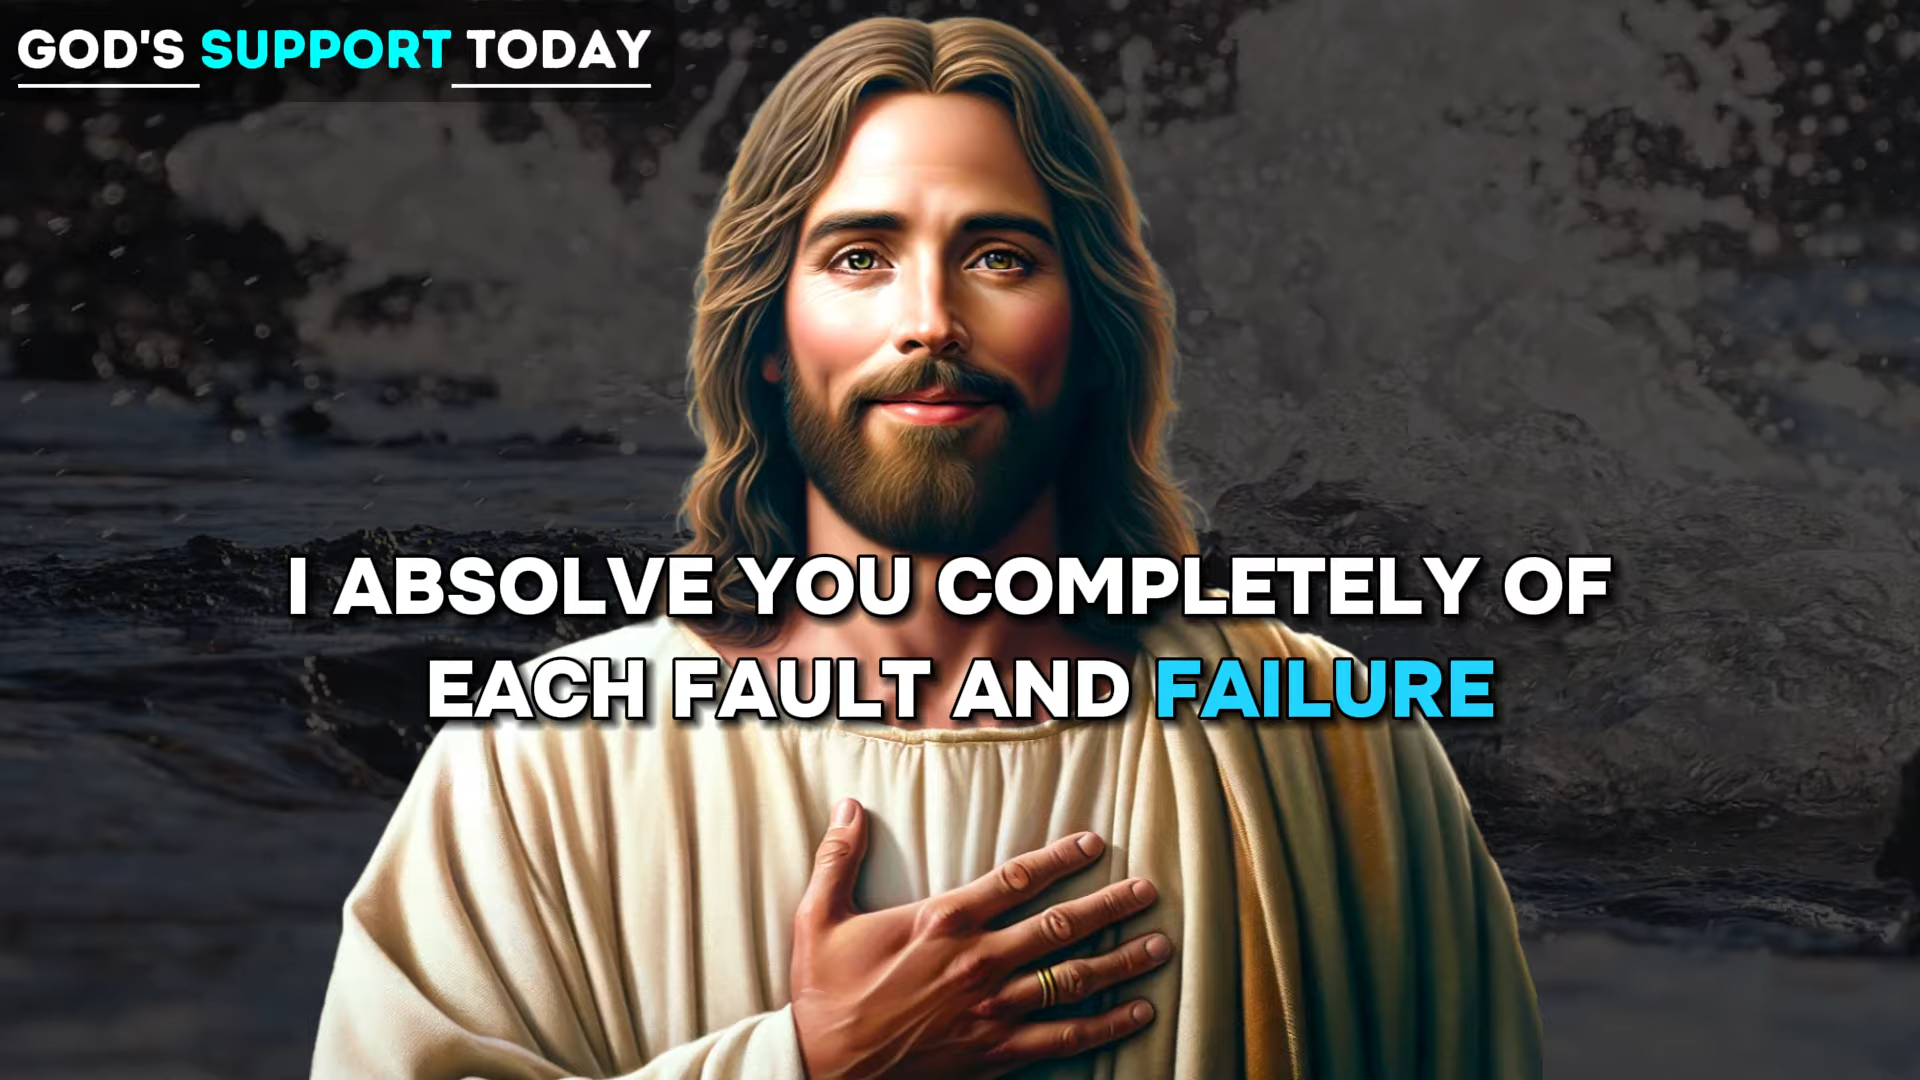 GOD'S SUPPORT TODAY
I ABSOLVE YOU COMPLETELY OF
EACH FAULT AND FAILURE